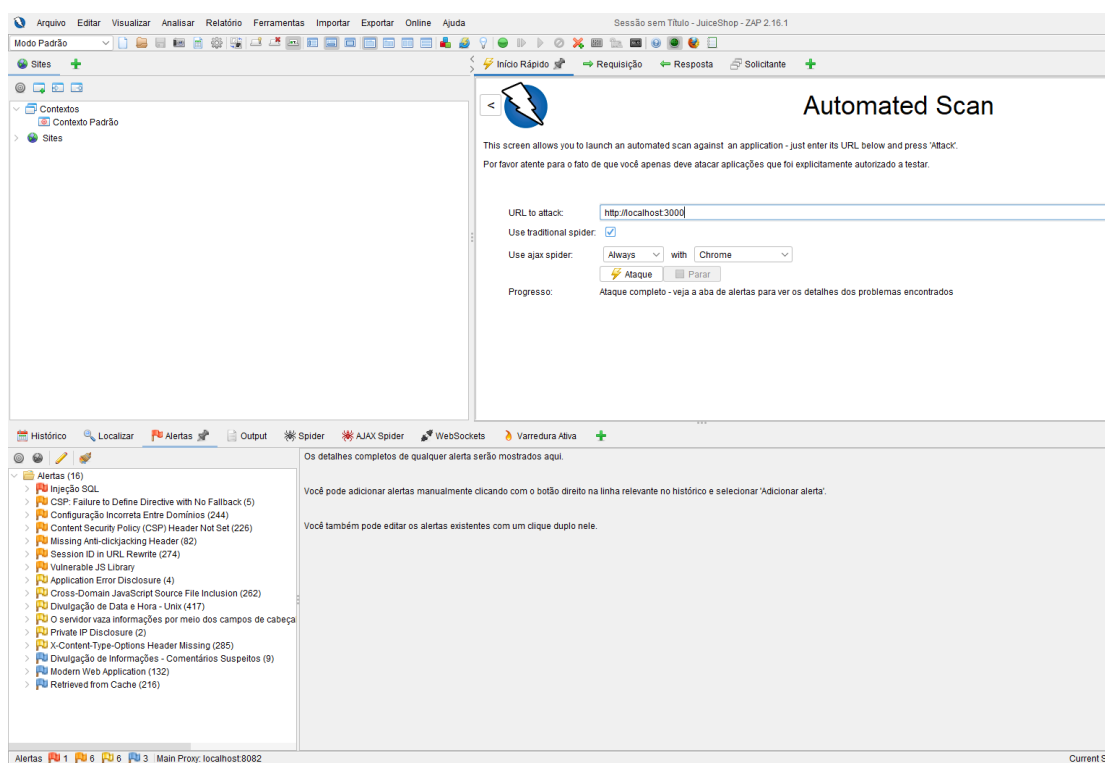 Arquivo Editar Visualizar Analisar Relatório Ferramentas Importar Exportar Online Ajuda
Sessão sem Título - JuiceShop - ZAP 2.16.1
Modo Padrão
Sites
Início Rápido Requisição Resposta Solicitante
Contextos
Contexto Padrão
Sites
<
Automated Scan
This screen allows you to launch an automated scan against an application - just enter its URL below and press 'Attack'.
Por favor atente para o fato de que você apenas deve atacar aplicações que foi explicitamente autorizado a testar.
URL to attack: http://localhost:3000
Use traditional spider:
Use ajax spider: Always with Chrome
Ataque Parar
Progresso: Ataque completo - veja a aba de alertas para ver os detalhes dos problemas encontrados
Histórico Localizar Alertas Output Spider AJAX Spider WebSockets Varredura Ativa
Alertas (16)
Injeção SQL
CSP: Failure to Define Directive with No Fallback (5)
Configuração Incorreta Entre Domínios (244)
Content Security Policy (CSP) Header Not Set (226)
Missing Anti-clickjacking Header (82)
Session ID in URL Rewrite (274)
Vulnerable JS Library
Application Error Disclosure (4)
Cross-Domain JavaScript Source File Inclusion (262)
Divulgação de Data e Hora - Unix (417)
O servidor vaza informações por meio dos campos de cabeça
Private IP Disclosure (2)
X-Content-Type-Options Header Missing (285)
Divulgação de Informações - Comentários Suspeitos (9)
Modern Web Application (132)
Retrieved from Cache (216)
Os detalhes completos de qualquer alerta serão mostrados aqui.
Você pode adicionar alertas manualmente clicando com o botão direito na linha relevante no histórico e selecionar 'Adicionar alerta'.
Você também pode editar os alertas existentes com um clique duplo nele.
Alertas 1 6 6 3 Main Proxy: localhost:8082
Current S